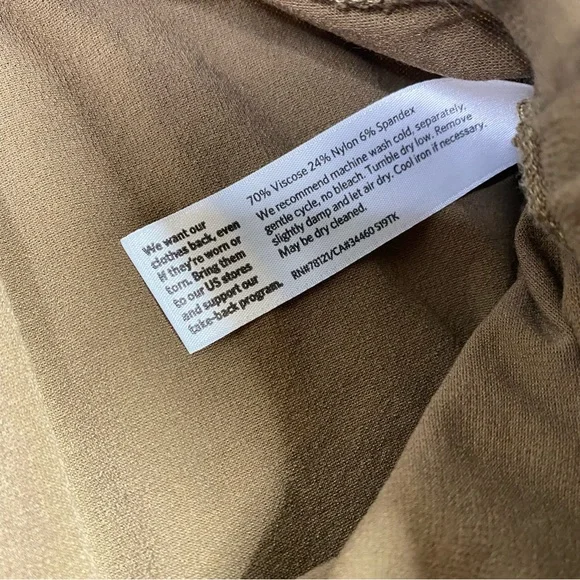 70% Viscose 24% Nylon 6% Spandex
We recommend machine wash cold, separately,
gentle cycle, no bleach. Tumble dry low. Remove
slightly damp and let air dry. Cool iron if necessary.
May be dry cleaned.
RN#78121/CA#34460 S19TK
We want our
clothes back, even
if they're worn or
torn. Bring them
to our US stores
and support our
take-back program.